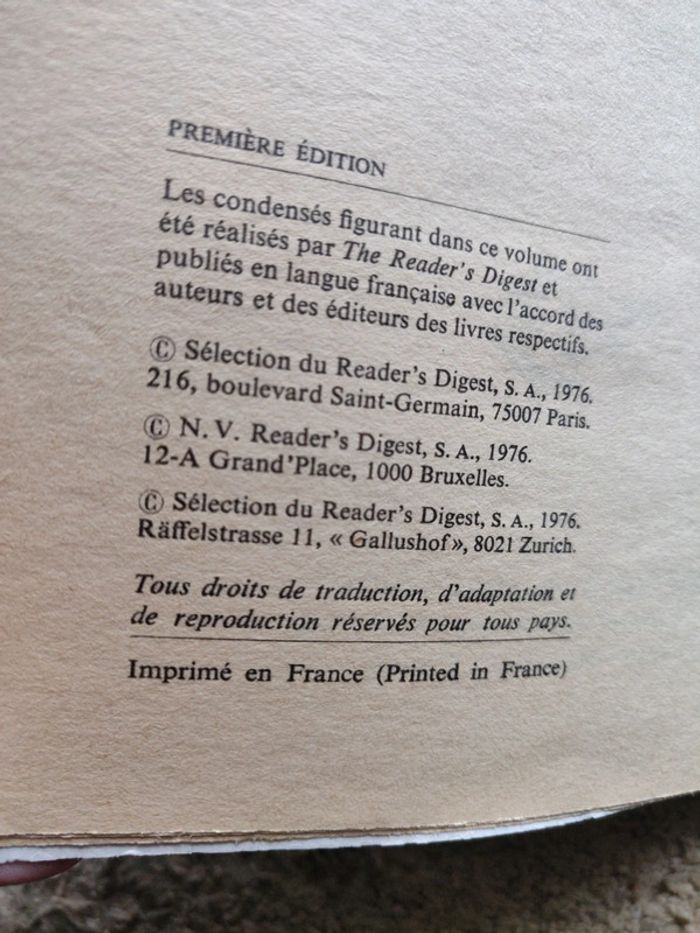 PREMIÈRE ÉDITION
Les condensés figurant dans ce volume ont
été réalisés par The Reader's Digest et
publiés en langue française avec l'accord des
auteurs et des éditeurs des livres respectifs.
© Sélection du Reader's Digest, S. A., 1976.
216, boulevard Saint-Germain, 75007 Paris.
© N. V. Reader's Digest, S. A., 1976.
12-A Grand'Place, 1000 Bruxelles.
© Sélection du Reader's Digest, S. A., 1976.
Räffelstrasse 11, « Gallushof », 8021 Zurich.
Tous droits de traduction, d'adaptation et
de reproduction réservés pour tous pays.
Imprimé en France (Printed in France)